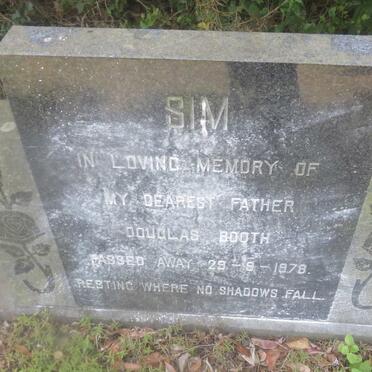 SIM
IN LOVING MEMORY OF
MY DEAREST FATHER
DOUGLAS BOOTH
PASSED AWAY 29-6-1978.
RESTING WHERE NO SHADOWS FALL